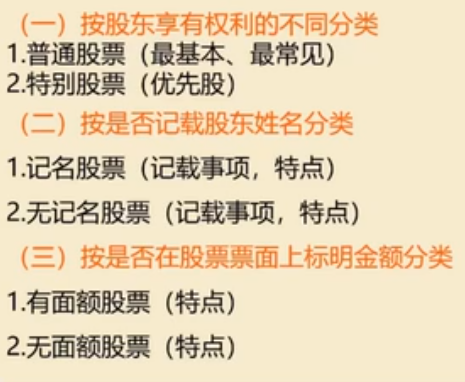 （一）按股东享有权利的不同分类
1.普通股票（最基本、最常见）
2.特别股票（优先股）
（二）按是否记载股东姓名分类
1.记名股票（记载事项，特点）
2.无记名股票（记载事项，特点）
（三）按是否在股票票面上标明金额分类
1.有面额股票（特点）
2.无面额股票（特点）